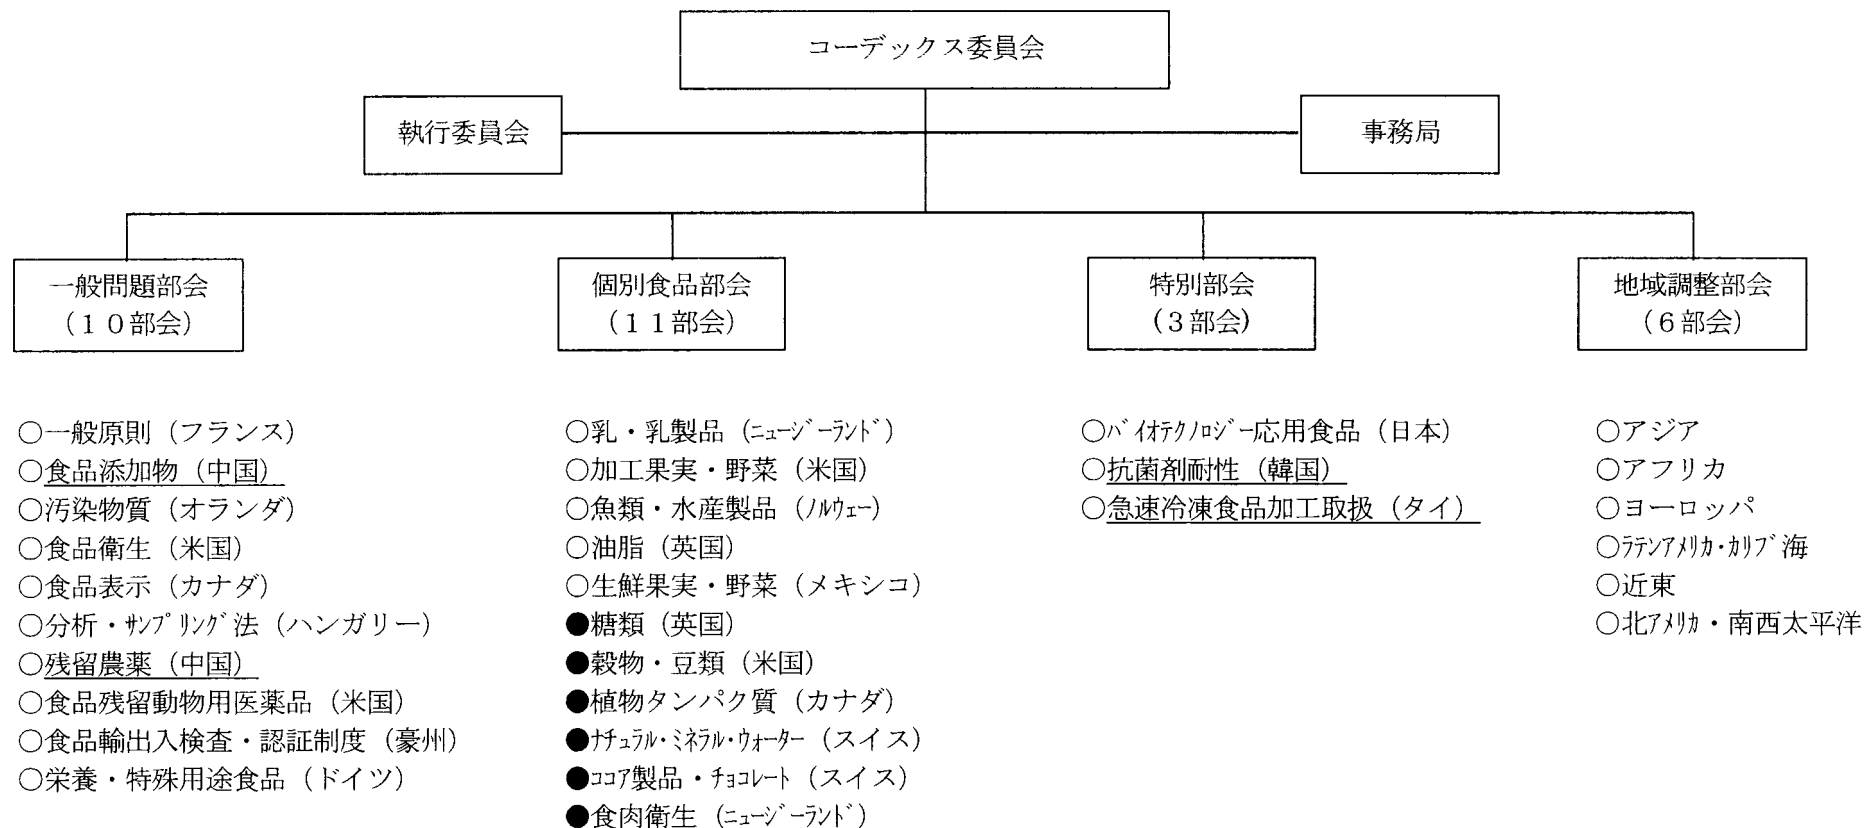 コーデックス委員会
執行委員会
事務局
一般問題部会
（１０部会）
個別食品部会
（１１部会）
特別部会
（３部会）
地域調整部会
（６部会）
○一般原則（フランス）
○食品添加物（中国）
○汚染物質（オランダ）
○食品衛生（米国）
○食品表示（カナダ）
○分析・ｻﾝﾌﾟﾘﾝｸﾞ法（ハンガリー）
○残留農薬（中国）
○食品残留動物用医薬品（米国）
○食品輸出入検査・認証制度（豪州）
○栄養・特殊用途食品（ドイツ）
○乳・乳製品（ﾆｭｰｼﾞｰﾗﾝﾄﾞ）
○加工果実・野菜（米国）
○魚類・水産製品（ﾉﾙｳｪｰ）
○油脂（英国）
○生鮮果実・野菜（メキシコ）
●糖類（英国）
●穀物・豆類（米国）
●植物タンパク質（カナダ）
●ﾅﾁｭﾗﾙ・ﾐﾈﾗﾙ・ｳｫｰﾀｰ（スイス）
●ｺｺｱ製品・ﾁｮｺﾚｰﾄ（スイス）
●食肉衛生（ﾆｭｰｼﾞｰﾗﾝﾄﾞ）
○ﾊﾞｲｵﾃｸﾉﾛｼﾞｰ応用食品（日本）
○抗菌剤耐性（韓国）
○急速冷凍食品加工取扱（タイ）
○アジア
○アフリカ
○ヨーロッパ
○ﾗﾃﾝｱﾒﾘｶ・ｶﾘﾌﾞ海
○近東
○北ｱﾒﾘｶ・南西太平洋